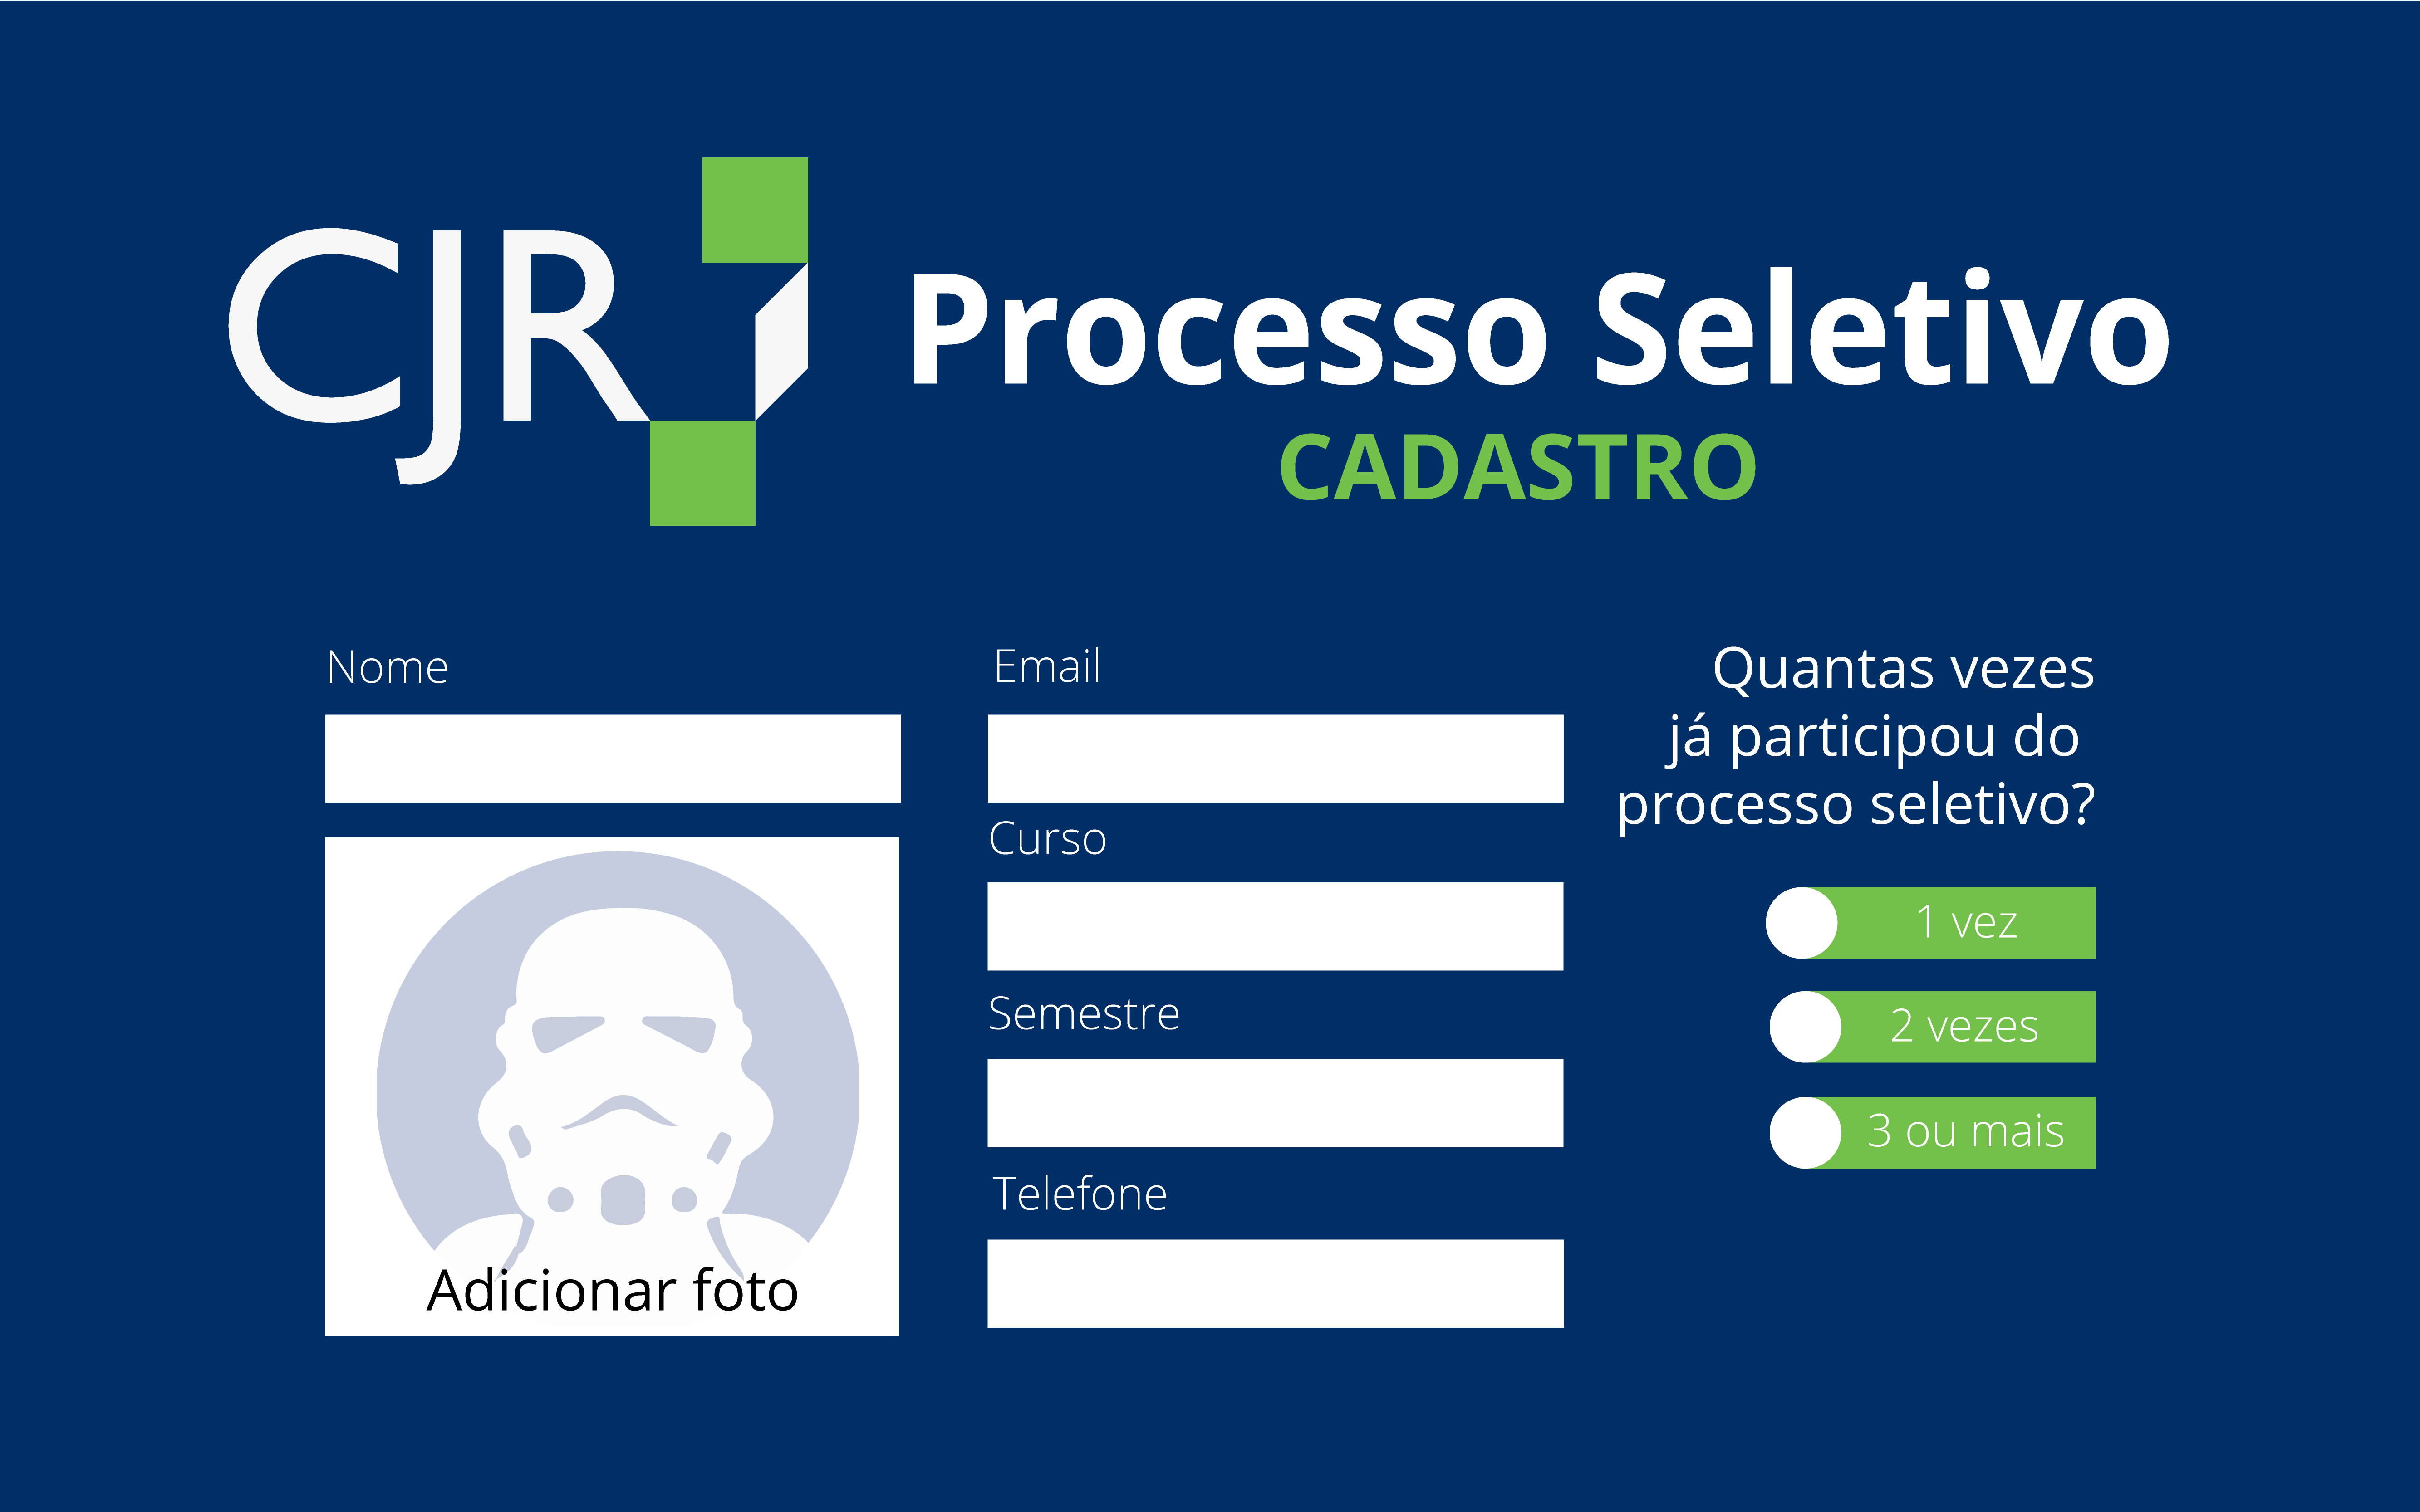 CJR
Processo Seletivo
CADASTRO
Nome
Adicionar foto
Email
Curso
Semestre
Telefone
Quantas vezes
já participou do
processo seletivo?
1 vez
2 vezes
3 ou mais